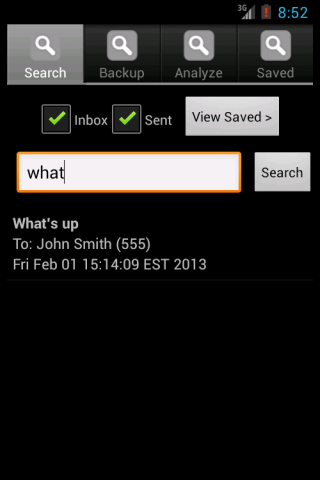 3G 8:52
Search Backup Analyze Saved
Inbox Sent View Saved >
what Search
What's up
To: John Smith (555)
Fri Feb 01 15:14:09 EST 2013